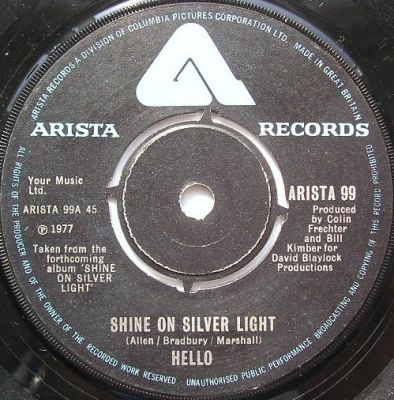 ARISTA RECORDS A DIVISION OF COLUMBIA PICTURES CORPORATION LTD.
MADE IN GREAT BRITAIN
ARISTA RECORDS
Your Music
Ltd.
ARISTA 99A 45
℗ 1977
Taken from the
forthcoming
album 'SHINE
ON SILVER
LIGHT'
ARISTA 99
Produced
by Colin
Frechter
and Bill
Kimber for
David Blaylock
Productions
SHINE ON SILVER LIGHT
(Allen/Bradbury/Marshall)
HELLO
ALL RIGHTS OF THE PRODUCER AND OF THE OWNER OF THE RECORDED WORK RESERVED - UNAUTHORISED PUBLIC PERFORMANCE BROADCASTING AND COPYING OF THIS RECORD PROHIBITED